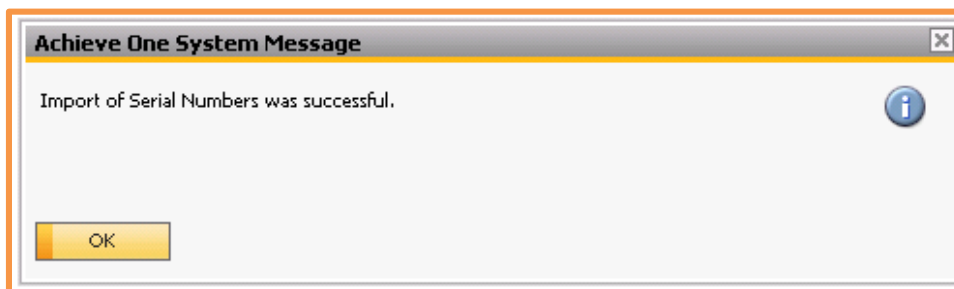 Achieve One System Message
Import of Serial Numbers was successful.
OK